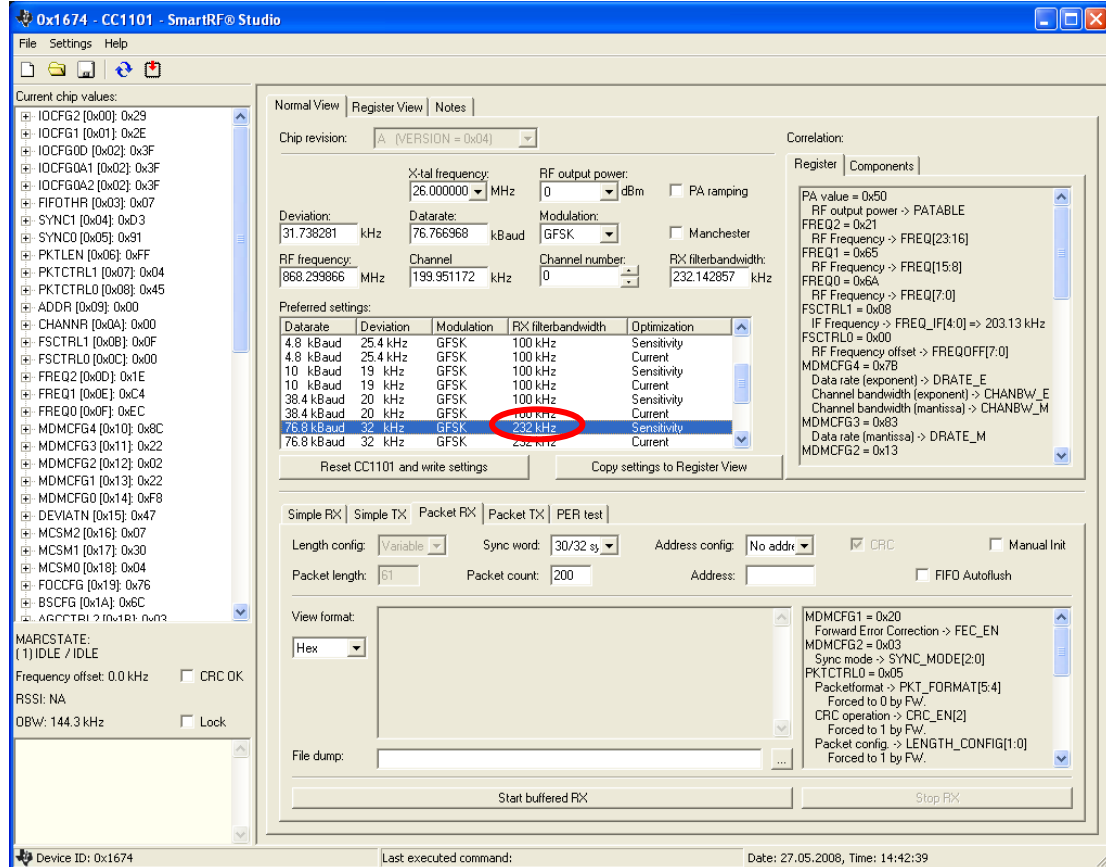 0x1674 - CC1101 - SmartRF® Studio
File Settings Help
Current chip values:
IOCFG2 [0x00]: 0x29
IOCFG1 [0x01]: 0x2E
IOCFG0D [0x02]: 0x3F
IOCFG0A1 [0x02]: 0x3F
IOCFG0A2 [0x02]: 0x3F
FIFOTHR [0x03]: 0x07
SYNC1 [0x04]: 0xD3
SYNC0 [0x05]: 0x91
PKTLEN [0x06]: 0xFF
PKTCTRL1 [0x07]: 0x04
PKTCTRL0 [0x08]: 0x45
ADDR [0x09]: 0x00
CHANNR [0x0A]: 0x00
FSCTRL1 [0x0B]: 0x0F
FSCTRL0 [0x0C]: 0x00
FREQ2 [0x0D]: 0x1E
FREQ1 [0x0E]: 0xC4
FREQ0 [0x0F]: 0xEC
MDMCFG4 [0x10]: 0x8C
MDMCFG3 [0x11]: 0x22
MDMCFG2 [0x12]: 0x02
MDMCFG1 [0x13]: 0x22
MDMCFG0 [0x14]: 0xF8
DEVIATN [0x15]: 0x47
MCSM2 [0x16]: 0x07
MCSM1 [0x17]: 0x30
MCSM0 [0x18]: 0x04
FOCCFG [0x19]: 0x76
BSCFG [0x1A]: 0x6C
AGCCTRL2 [0x1B]: 0x03
MARCSTATE:
(1) IDLE / IDLE
Frequency offset: 0.0 kHz CRC OK
RSSI: NA
OBW: 144.3 kHz Lock
Normal View Register View Notes
Chip revision: A (VERSION = 0x04)
X-tal frequency: RF output power:
26.000000 MHz 0 dBm PA ramping
Deviation: Datarate: Modulation:
31.738281 kHz 76.766968 kBaud GFSK Manchester
RF frequency: Channel Channel number: RX filterbandwidth:
868.299866 MHz 199.951172 kHz 0 232.142857 kHz
Preferred settings:
Datarate Deviation Modulation RX filterbandwidth Optimization
4.8 kBaud 25.4 kHz GFSK 100 kHz Sensitivity
4.8 kBaud 25.4 kHz GFSK 100 kHz Current
10 kBaud 19 kHz GFSK 100 kHz Sensitivity
10 kBaud 19 kHz GFSK 100 kHz Current
38.4 kBaud 20 kHz GFSK 100 kHz Sensitivity
38.4 kBaud 20 kHz GFSK 100 kHz Current
76.8 kBaud 32 kHz GFSK 232 kHz Sensitivity
76.8 kBaud 32 kHz GFSK 232 kHz Current
Reset CC1101 and write settings Copy settings to Register View
Correlation:
Register Components
PA value = 0x50
RF output power -> PATABLE
FREQ2 = 0x21
RF Frequency -> FREQ[23:16]
FREQ1 = 0x65
RF Frequency -> FREQ[15:8]
FREQ0 = 0x6A
RF Frequency -> FREQ[7:0]
FSCTRL1 = 0x08
IF Frequency -> FREQ_IF[4:0] => 203.13 kHz
FSCTRL0 = 0x00
RF Frequency offset -> FREQOFF[7:0]
MDMCFG4 = 0x7B
Data rate (exponent) -> DRATE_E
Channel bandwidth (exponent) -> CHANBW_E
Channel bandwidth (mantissa) -> CHANBW_M
MDMCFG3 = 0x83
Data rate (mantissa) -> DRATE_M
MDMCFG2 = 0x13
Simple RX Simple TX Packet RX Packet TX PER test
Length config: Variable Sync word: 30/32 sy Address config: No addre CRC Manual Init
Packet length: 61 Packet count: 200 Address: FIFO Autoflush
View format:
Hex
File dump: ...
MDMCFG1 = 0x20
Forward Error Correction -> FEC_EN
MDMCFG2 = 0x03
Sync mode -> SYNC_MODE[2:0]
PKTCTRL0 = 0x05
Packetformat -> PKT_FORMAT[5:4]
Forced to 0 by FW.
CRC operation -> CRC_EN[2]
Forced to 1 by FW.
Packet config. -> LENGTH_CONFIG[1:0]
Forced to 1 by FW.
Start buffered RX Stop RX
Device ID: 0x1674 Last executed command: Date: 27.05.2008, Time: 14:42:39